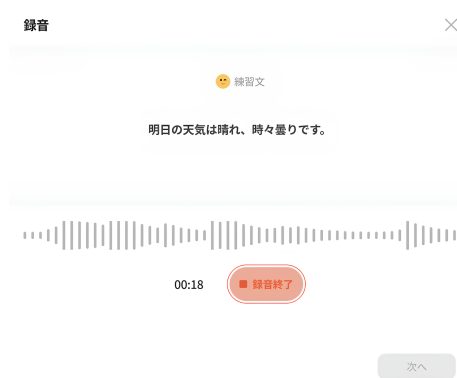 録音
練習文
明日の天気は晴れ、時々曇りです。
00:18
録音終了
次へ